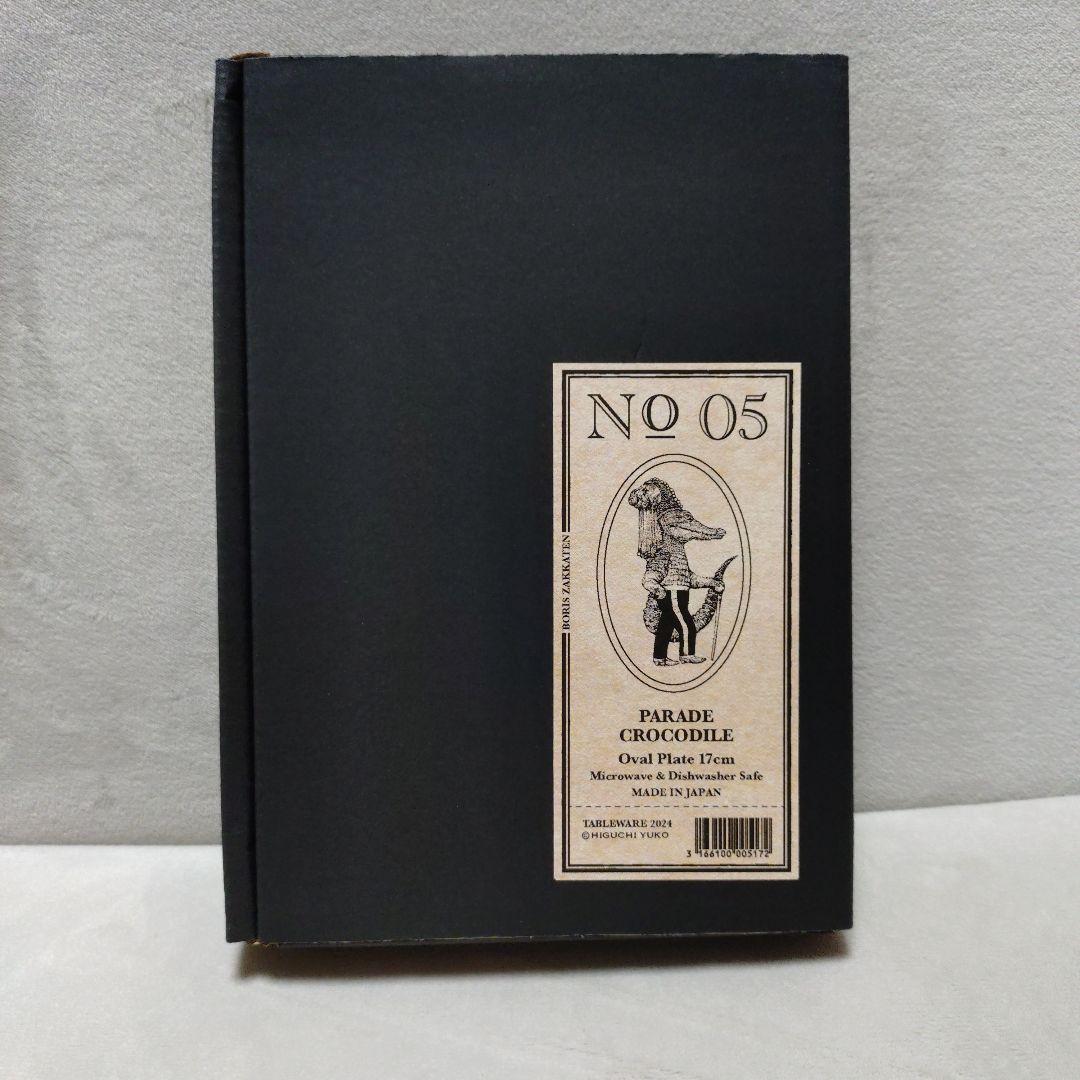 No 05
BORIS ZAKKATEN
PARADE
CROCODILE
Oval Plate 17cm
Microwave & Dishwasher Safe
MADE IN JAPAN
TABLEWARE 2024
©HIGUCHI YUKO
3 166100 005172